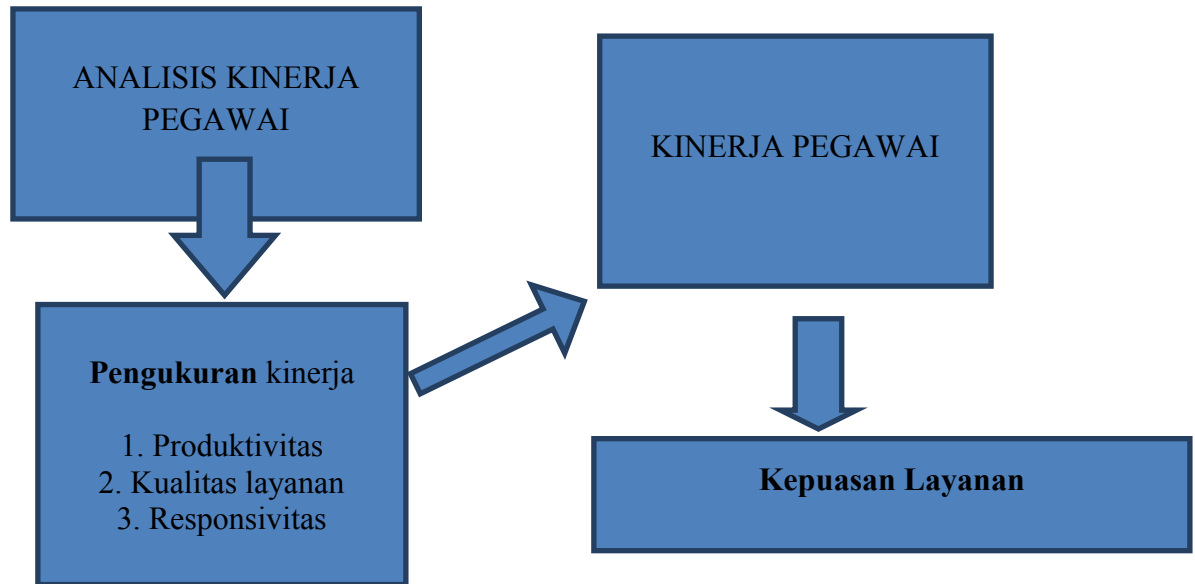 ANALISIS KINERJA
PEGAWAI
Pengukuran kinerja
1. Produktivitas
2. Kualitas layanan
3. Responsivitas
KINERJA PEGAWAI
Kepuasan Layanan